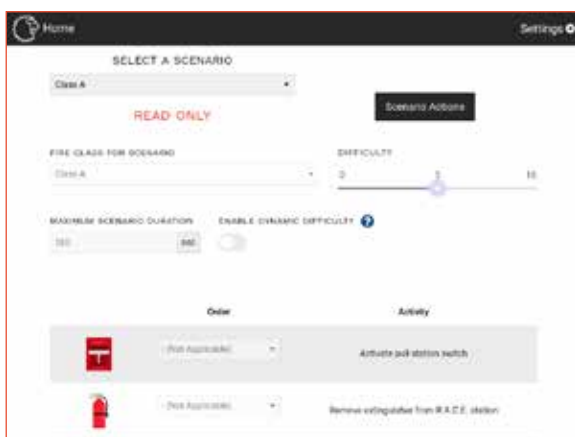 Home
Settings
SELECT A SCENARIO
Class A
READ ONLY
Scenario Actions
FIRE CLASS FOR SCENARIO
DIFFICULTY
Class A
0
10
MAXIMUM SCENARIO DURATION
ENABLE DYNAMIC DIFFICULTY ?
sec
Order
Activity
(Not Applicable)
Activate pull station switch
(Not Applicable)
Remove extinguisher from R.A.C.E. station